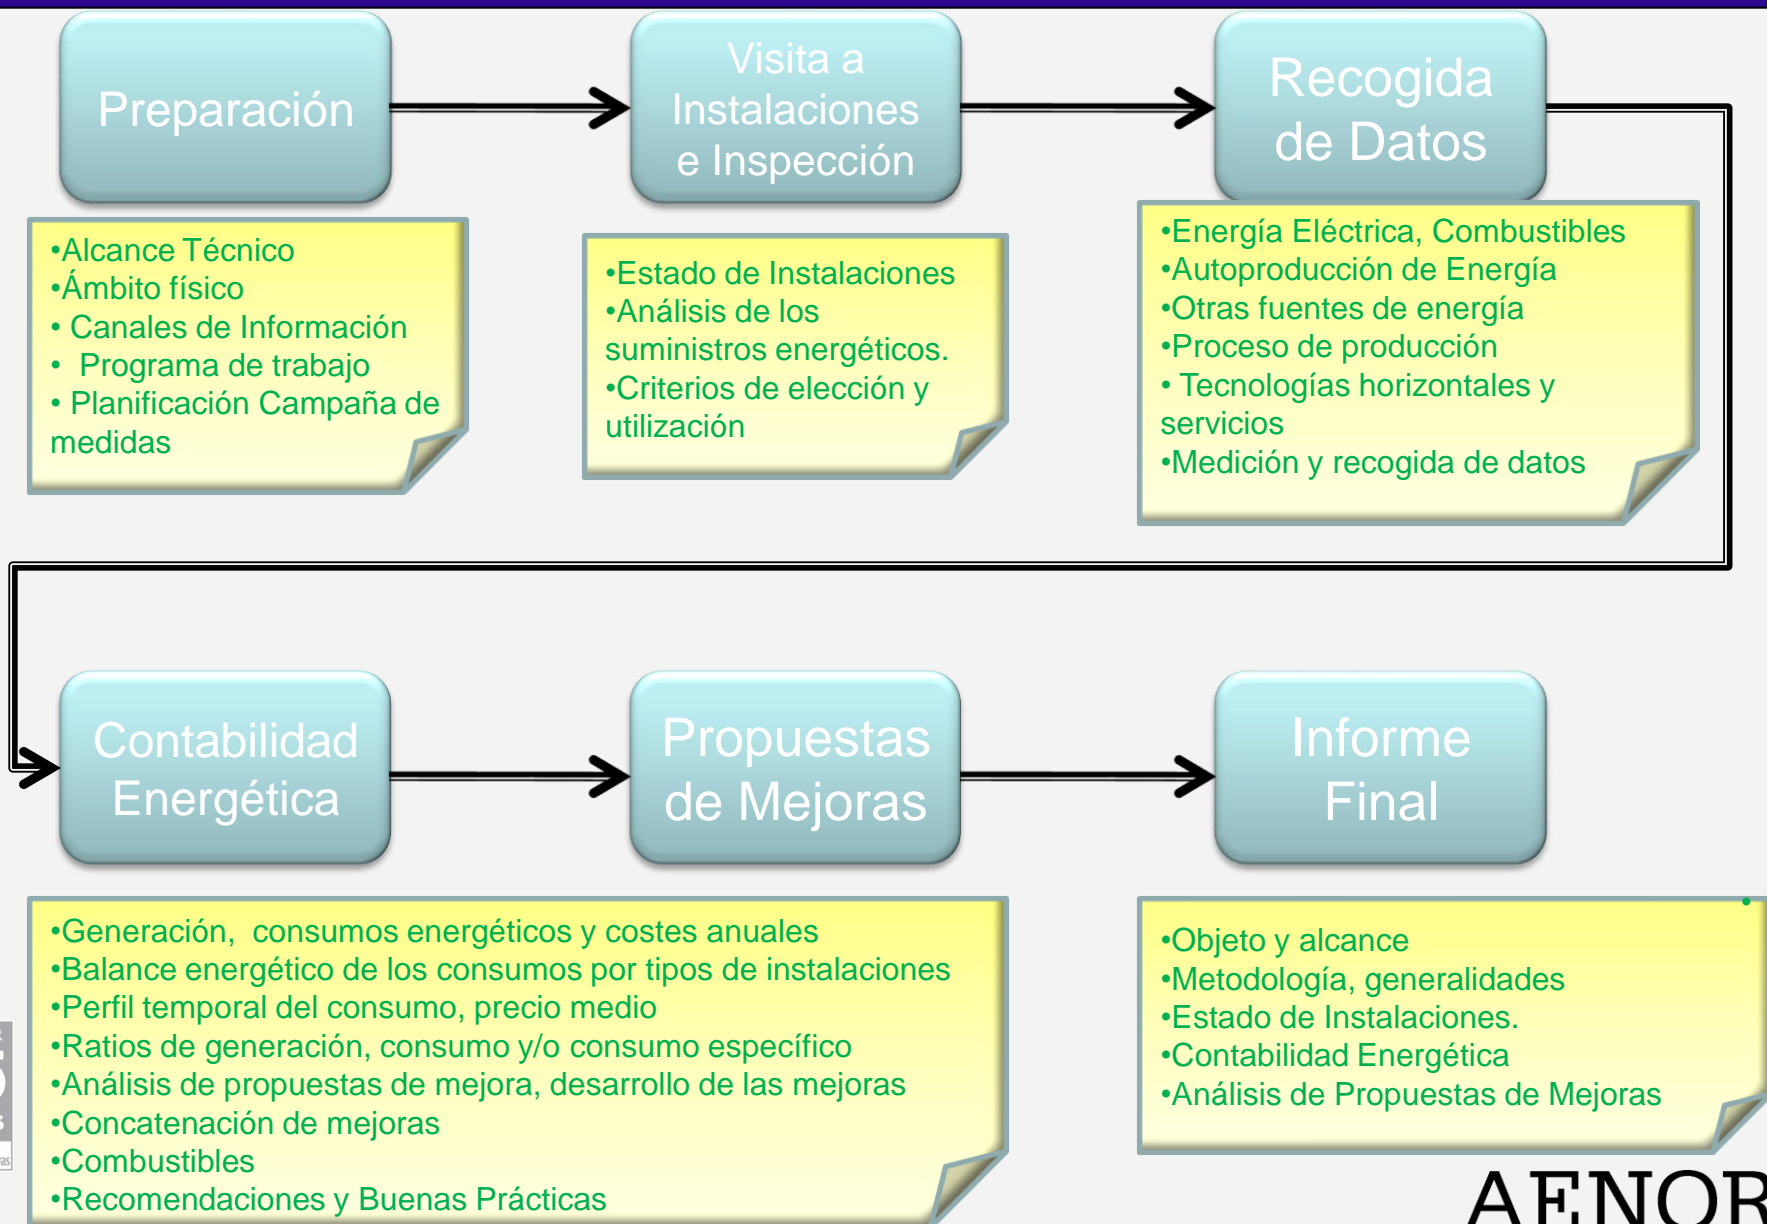 Preparación
Visita a
Instalaciones
e Inspección
Recogida
de Datos
•Alcance Técnico
•Ámbito físico
• Canales de Información
• Programa de trabajo
• Planificación Campaña de
medidas
•Estado de Instalaciones
•Análisis de los
suministros energéticos.
•Criterios de elección y
utilización
•Energía Eléctrica, Combustibles
•Autoproducción de Energía
•Otras fuentes de energía
•Proceso de producción
• Tecnologías horizontales y
servicios
•Medición y recogida de datos
Contabilidad
Energética
Propuestas
de Mejoras
Informe
Final
•Generación, consumos energéticos y costes anuales
•Balance energético de los consumos por tipos de instalaciones
•Perfil temporal del consumo, precio medio
•Ratios de generación, consumo y/o consumo específico
•Análisis de propuestas de mejora, desarrollo de las mejoras
•Concatenación de mejoras
•Combustibles
•Recomendaciones y Buenas Prácticas
•
•Objeto y alcance
•Metodología, generalidades
•Estado de Instalaciones.
•Contabilidad Energética
•Análisis de Propuestas de Mejoras
AENOR